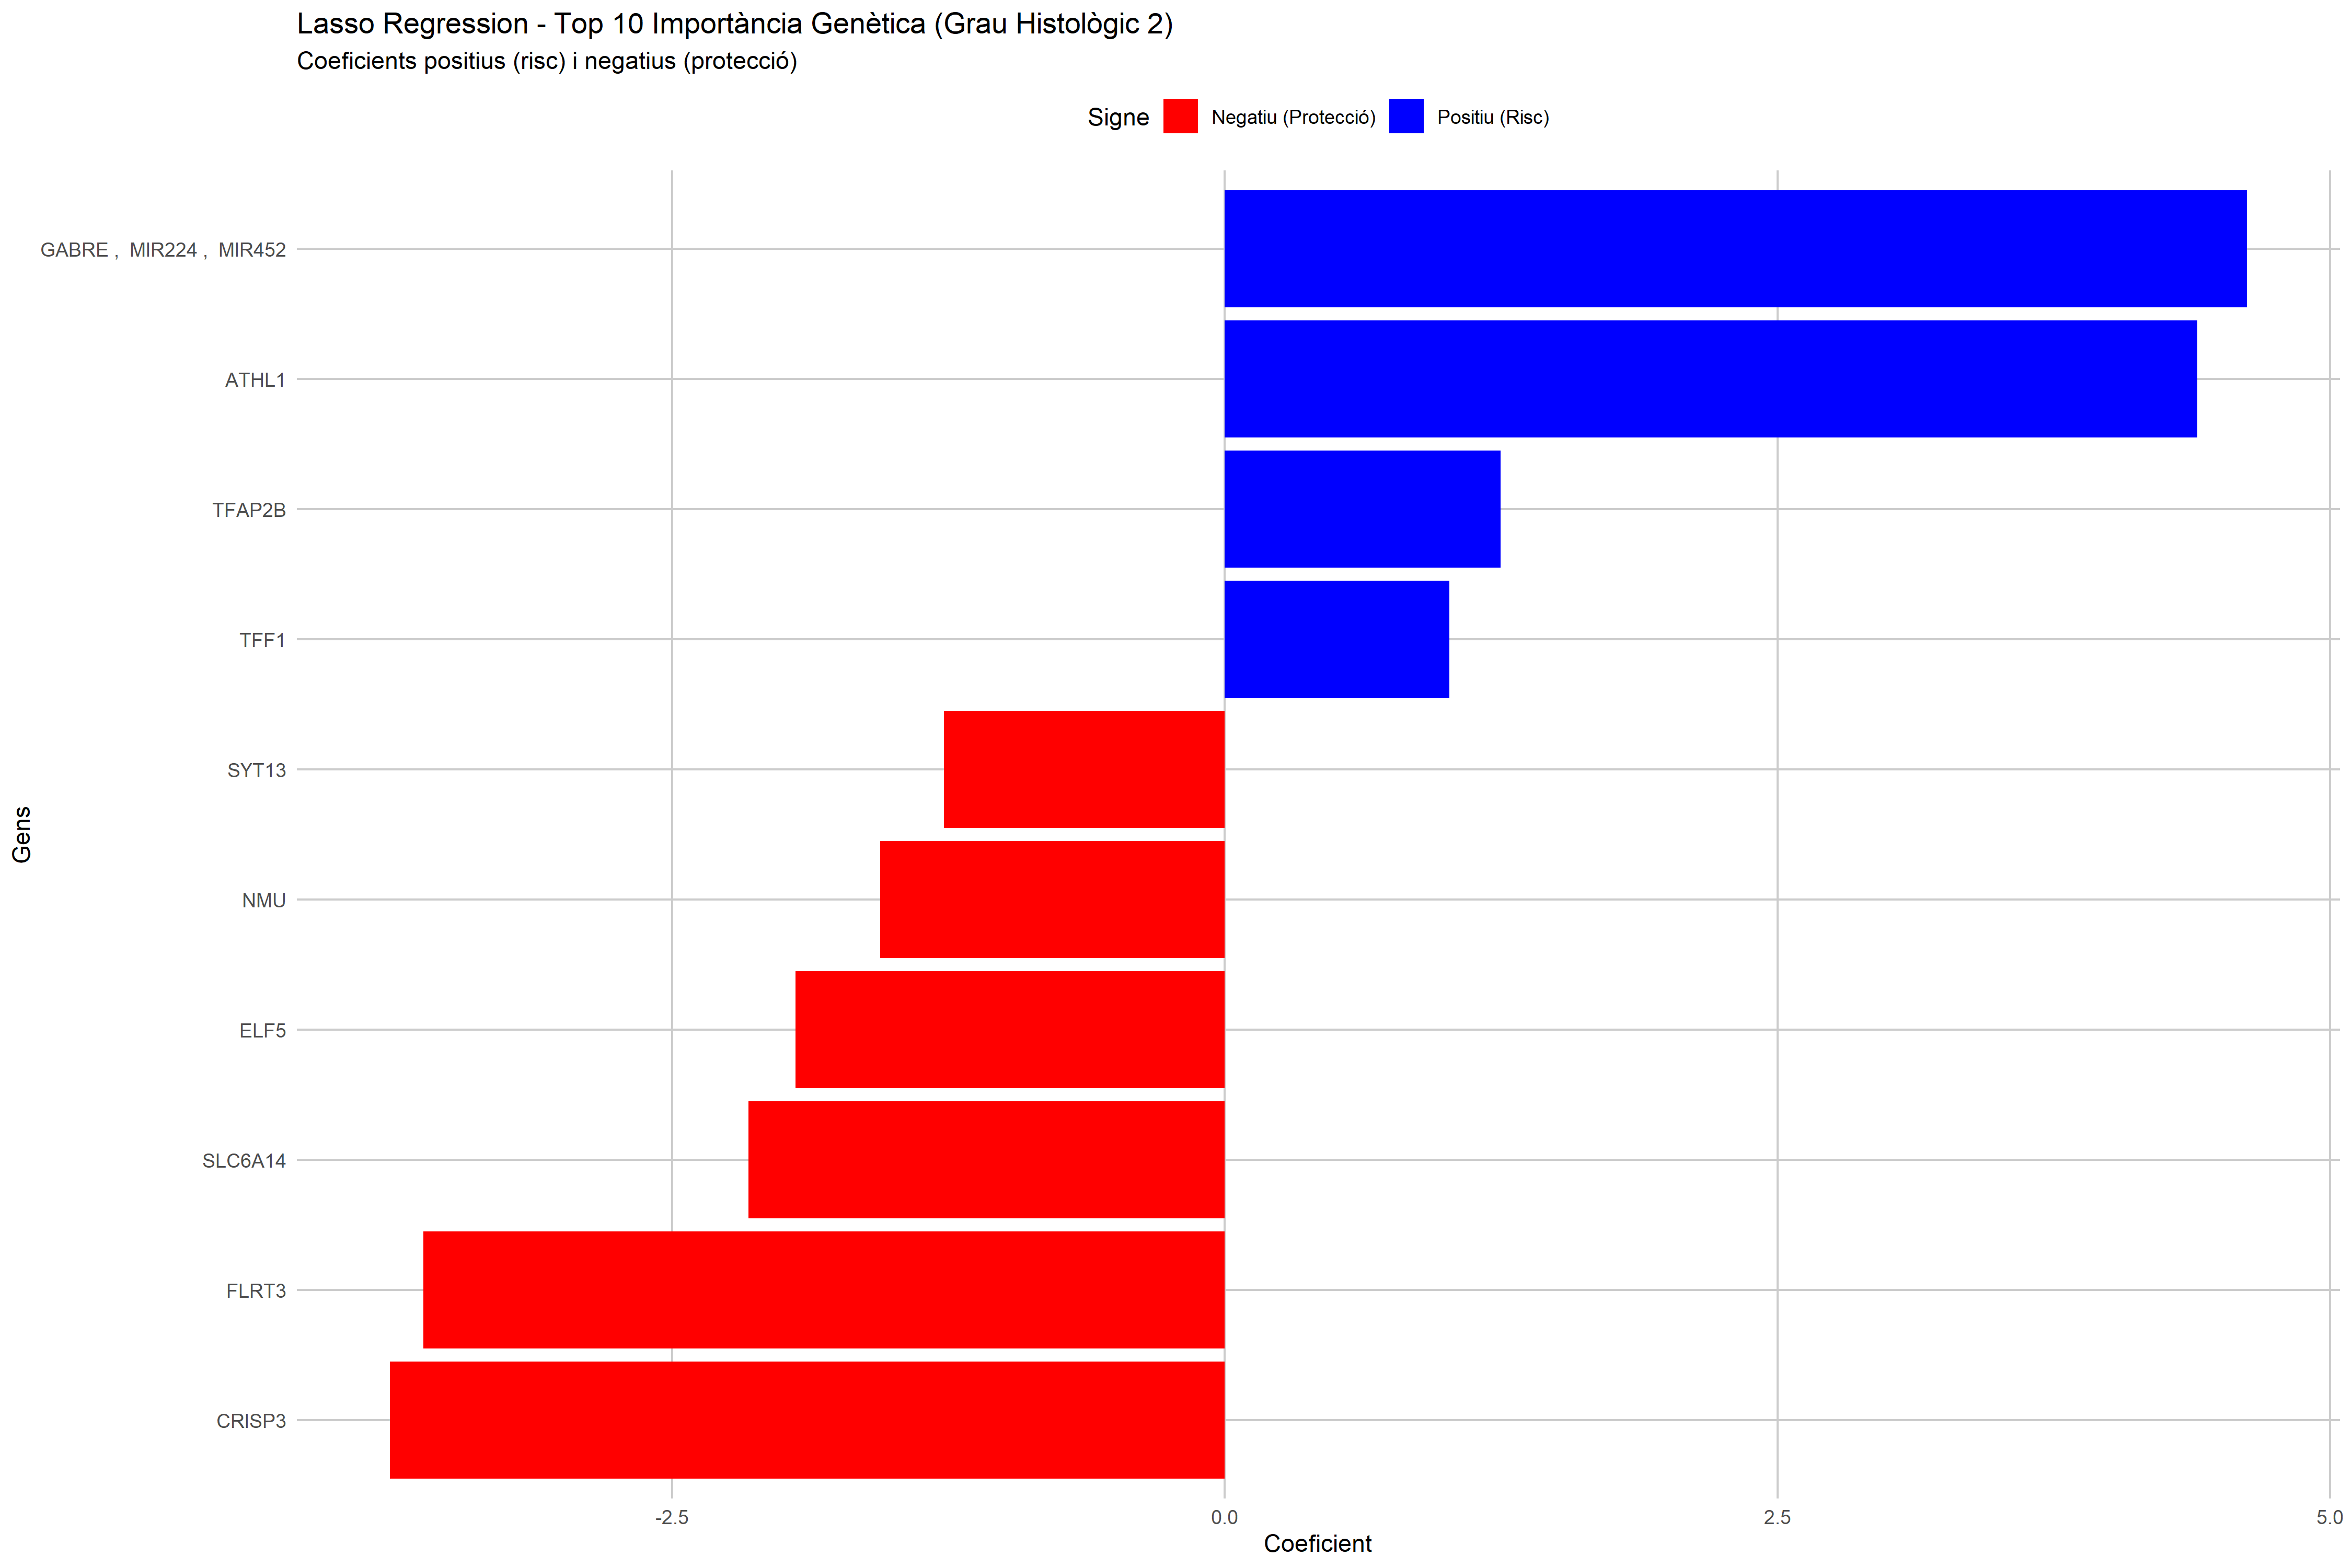 Lasso Regression - Top 10 Importància Genètica (Grau Histològic 2)
Coeficients positius (risc) i negatius (protecció)
Signe Negatiu (Protecció) Positiu (Risc)
GABRE ,  MIR224 ,  MIR452
ATHL1
TFAP2B
TFF1
SYT13
NMU
ELF5
SLC6A14
FLRT3
CRISP3
Gens
-2.5 0.0 2.5 5.0
Coeficient